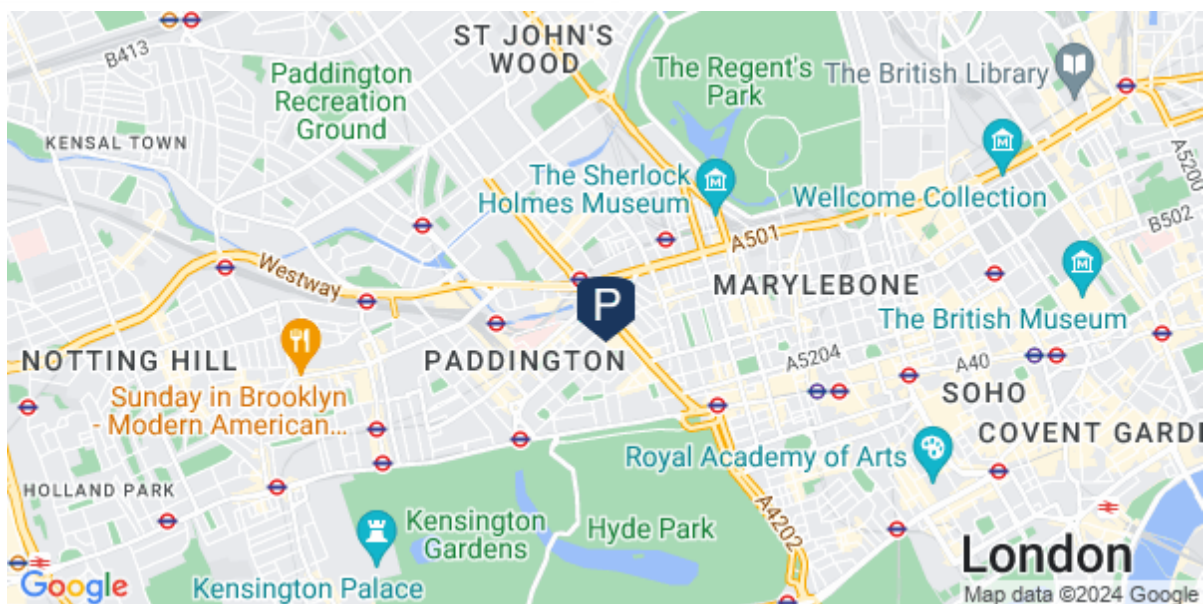 B413
ST JOHN'S
WOOD
Paddington
Recreation
Ground
The Regent's
Park
The British Library
KENSAL TOWN
A5200
The Sherlock
Holmes Museum
Wellcome Collection
B502
A501
Westway
MARYLEBONE
P
The British Museum
NOTTING HILL
PADDINGTON
A5204
A40
Sunday in Brooklyn
- Modern American...
SOHO
COVENT GARD
Royal Academy of Arts
HOLLAND PARK
A4202
Kensington
Gardens
Hyde Park
London
Kensington Palace
Google
Map data ©2024 Google